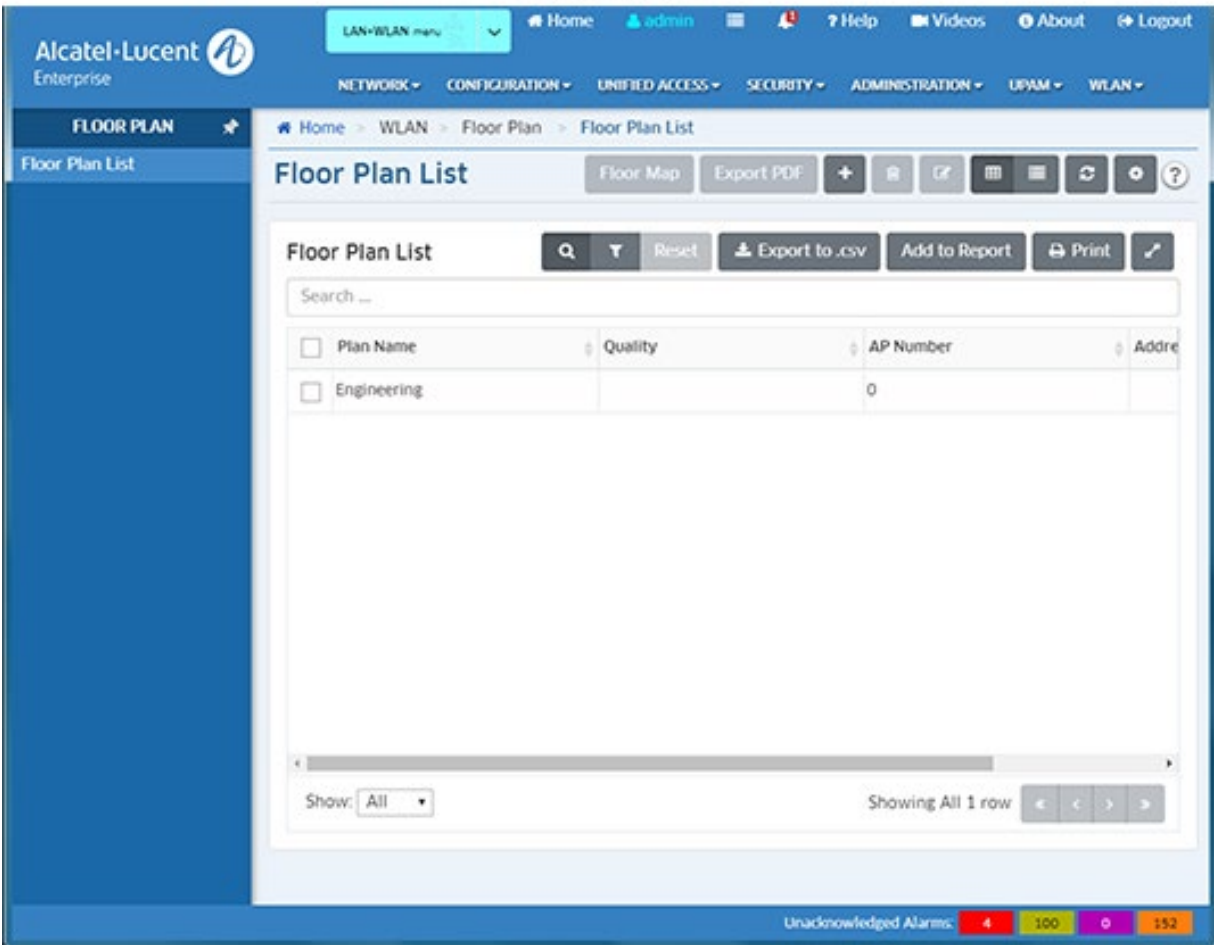 Alcatel·Lucent
Enterprise
LAN+WLAN menu
Home admin ? Help Videos About Logout
NETWORK CONFIGURATION UNIFIED ACCESS SECURITY ADMINISTRATION UPAM WLAN
FLOOR PLAN
Floor Plan List
Home > WLAN > Floor Plan > Floor Plan List
Floor Plan List Floor Map Export PDF + ?
Floor Plan List Reset Export to .csv Add to Report Print
Search ...
Plan Name Quality AP Number Addre
Engineering 0
Show: All Showing All 1 row « < > »
Unacknowledged Alarms: 4 100 0 152